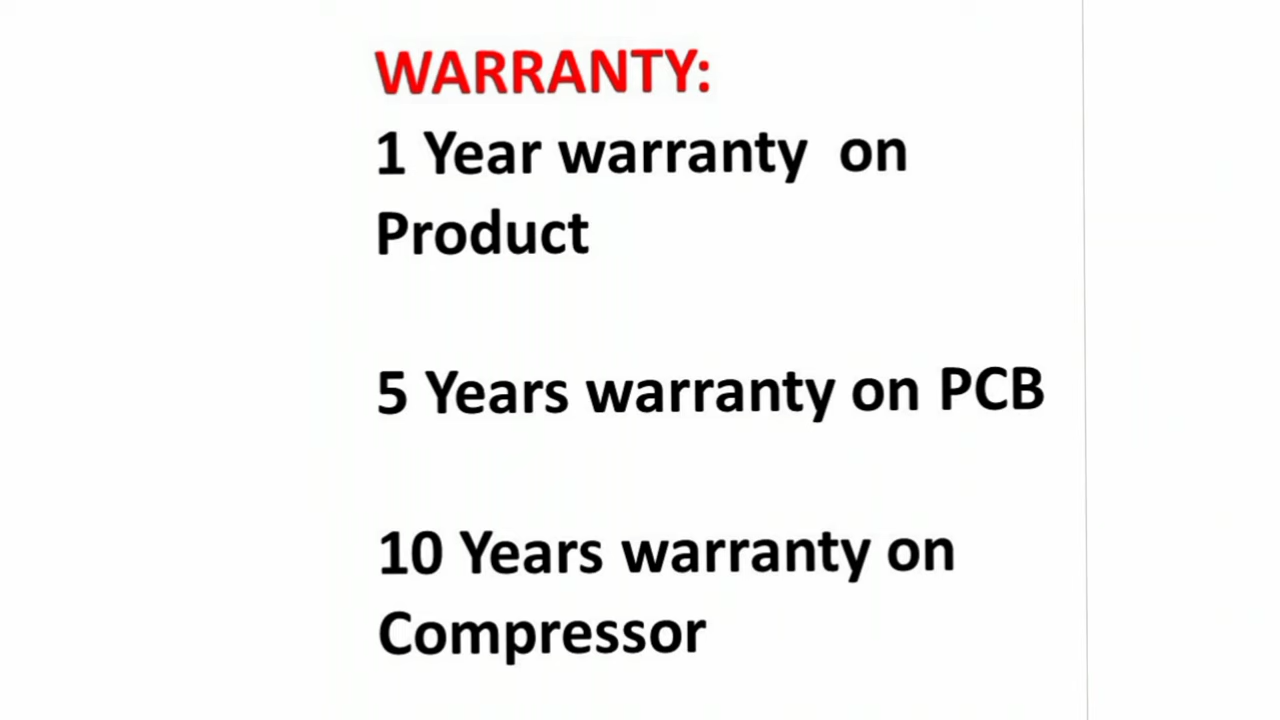 WARRANTY:
1 Year warranty on
Product
5 Years warranty on PCB
10 Years warranty on
Compressor